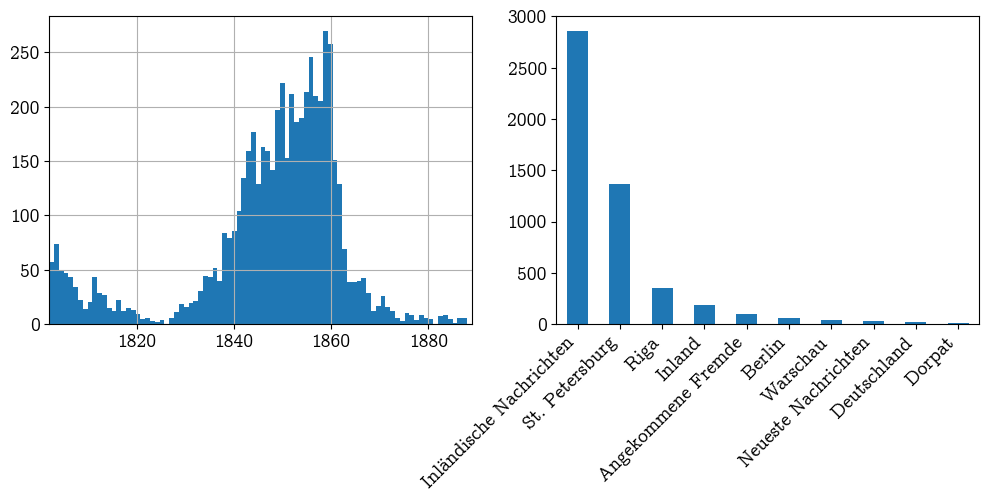 250
200
150
100
50
0
1820
1840
1860
1880
3000
2500
2000
1500
1000
500
0
Inländische Nachrichten
St. Petersburg
Riga
Inland
Angekommene Fremde
Berlin
Warschau
Neueste Nachrichten
Deutschland
Dorpat